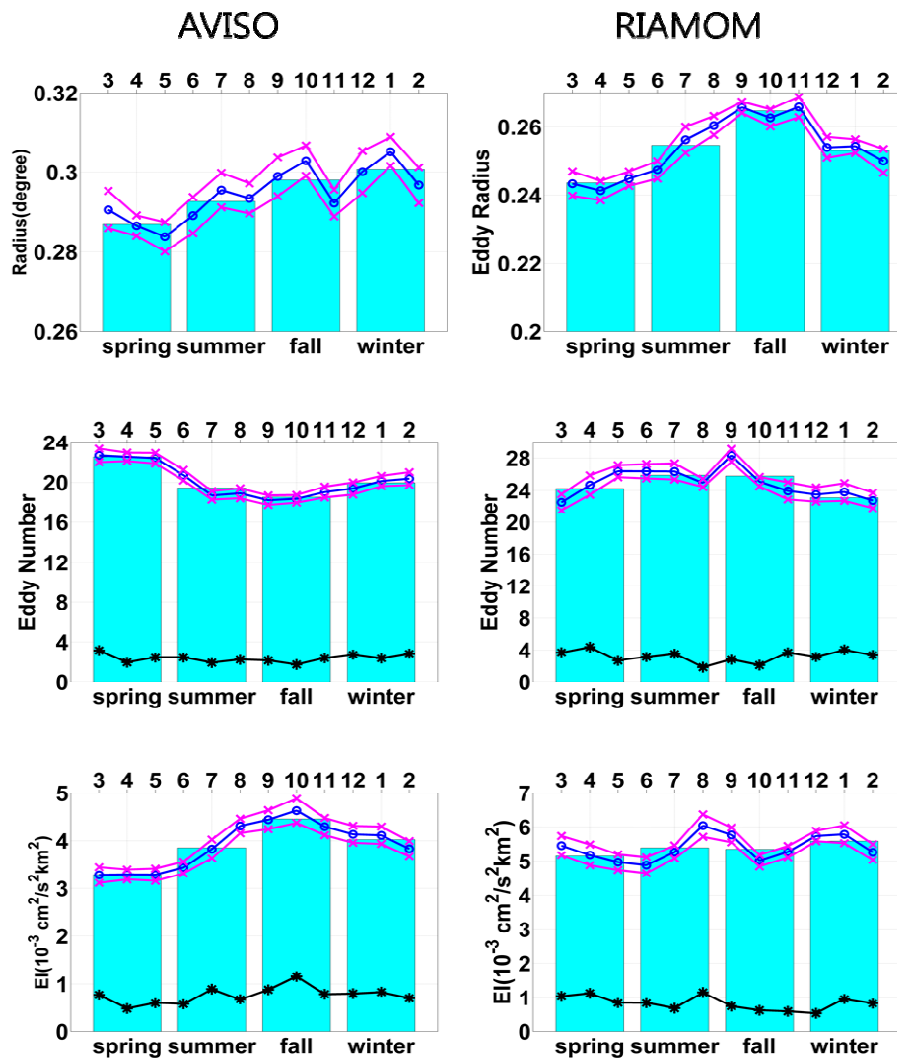 AVISO
RIAMOM
3 4 5 6 7 8 9 10 11 12 1 2
0.32
0.3
0.28
0.26
Radius(degree)
spring summer fall winter
3 4 5 6 7 8 9 10 11 12 1 2
0.26
0.24
0.22
0.2
Eddy Radius
spring summer fall winter
3 4 5 6 7 8 9 10 11 12 1 2
24
20
16
12
8
4
0
Eddy Number
spring summer fall winter
3 4 5 6 7 8 9 10 11 12 1 2
28
24
20
16
12
8
4
0
Eddy Number
spring summer fall winter
3 4 5 6 7 8 9 10 11 12 1 2
5
4
3
2
1
0
EI(10⁻³ cm²/s²km²)
spring summer fall winter
3 4 5 6 7 8 9 10 11 12 1 2
7
6
5
4
3
2
1
0
EI(10⁻³ cm²/s²km²)
spring summer fall winter